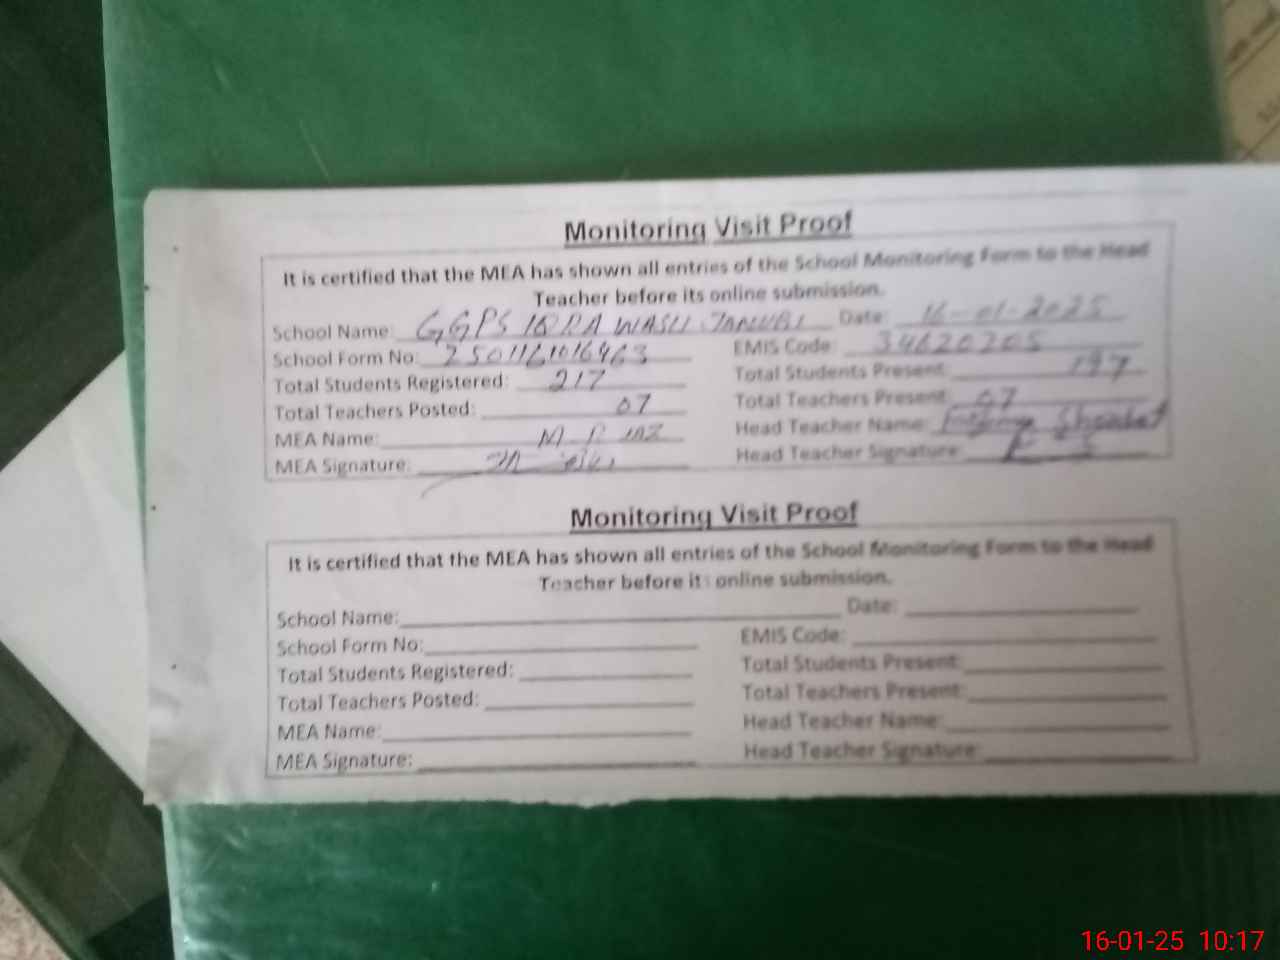 Monitoring Visit Proof
It is certified that the MEA has shown all entries of the School Monitoring Form to the Head
Teacher before its online submission.
School Name: GGPS IQRA WASLI JANUBI Date: 16-01-2025
School Form No: EMIS Code: 34620205
Total Students Registered: 217 Total Students Present: 197
Total Teachers Posted: 07 Total Teachers Present: 07
MEA Name: M Head Teacher Name:
MEA Signature: Head Teacher Signature:
Monitoring Visit Proof
It is certified that the MEA has shown all entries of the School Monitoring Form to the Head
Teacher before its online submission.
School Name: Date:
School Form No: EMIS Code:
Total Students Registered: Total Students Present:
Total Teachers Posted: Total Teachers Present:
MEA Name: Head Teacher Name:
MEA Signature: Head Teacher Signature:
16-01-25 10:17